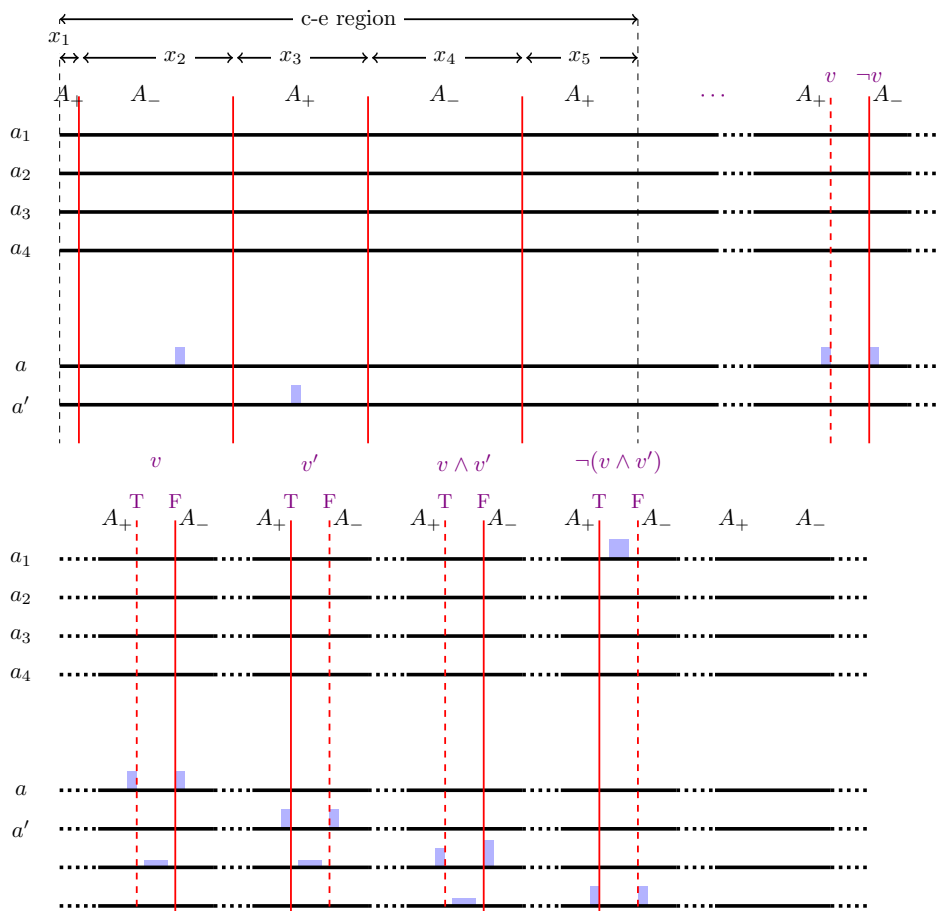 c-e region
x₁
x₂ x₃ x₄ x₅
v ¬v
A₊ A₋ A₊ A₋ A₊ ⋯ A₊ A₋
a₁
a₂
a₃
a₄
a
a′
v v′ v ∧ v′ ¬(v ∧ v′)
T F T F T F T F
A₊ A₋ A₊ A₋ A₊ A₋ A₊ A₋ A₊ A₋
a₁
a₂
a₃
a₄
a
a′